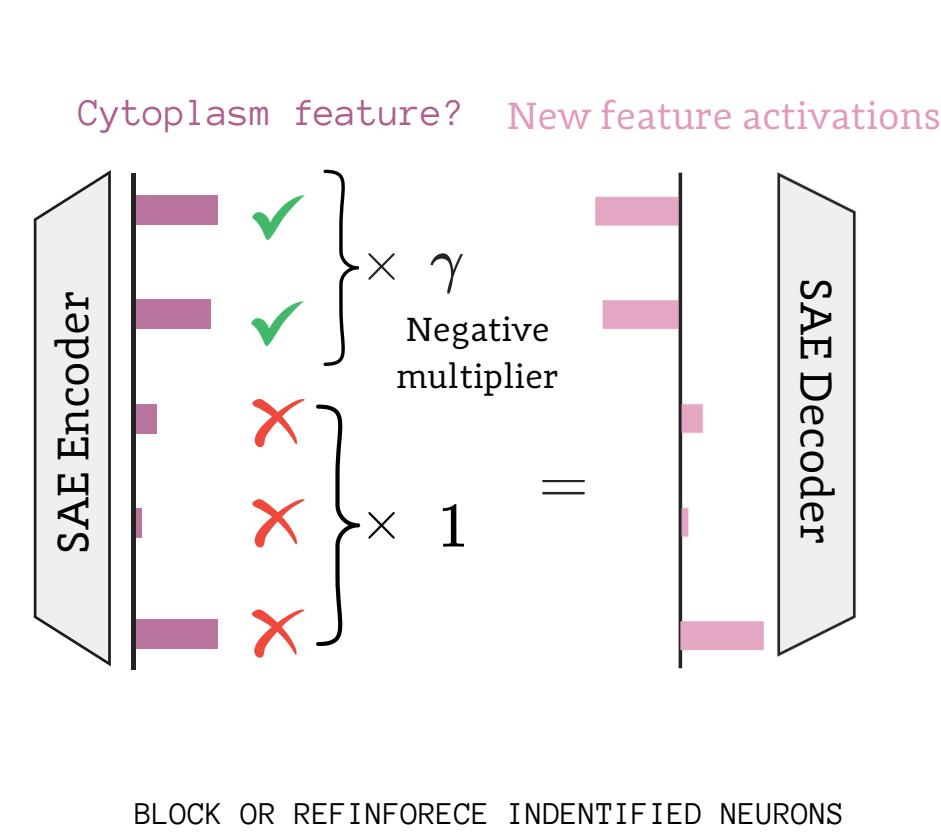 Cytoplasm feature?
New feature activations
SAE Encoder
× γ
Negative
multiplier
× 1
=
SAE Decoder
BLOCK OR REFINFORECE INDENTIFIED NEURONS